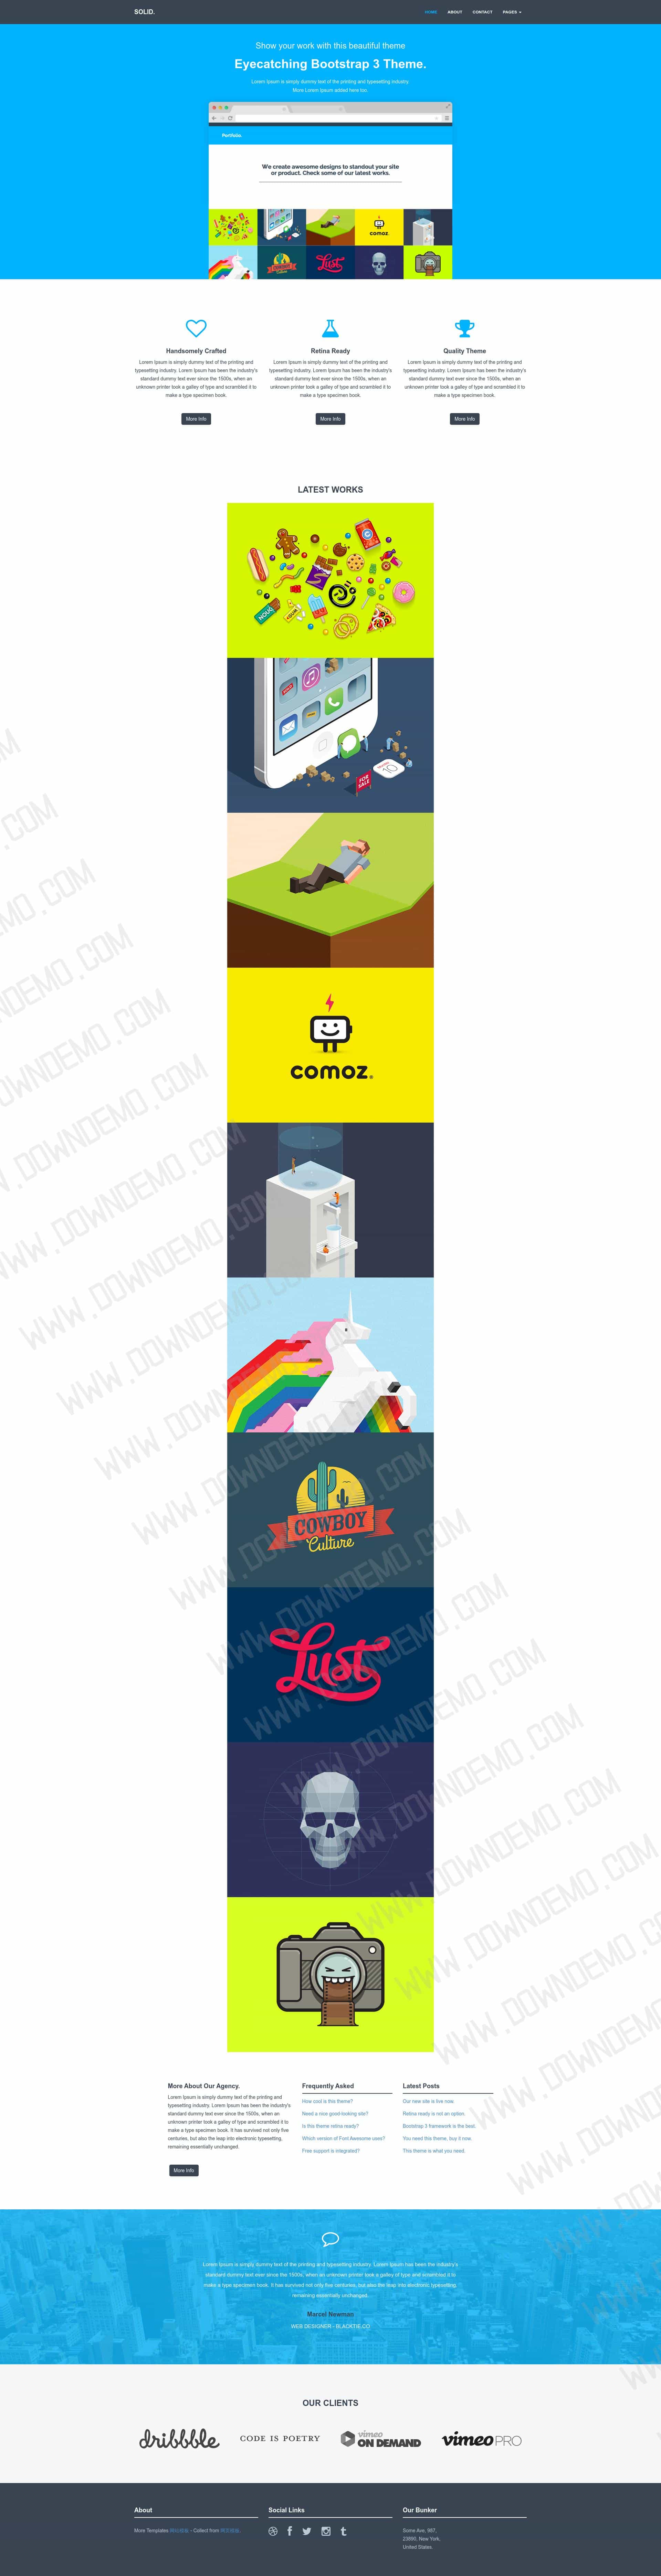 SOLID.
HOME ABOUT CONTACT PAGES
Show your work with this beautiful theme
Eyecatching Bootstrap 3 Theme.
Lorem Ipsum is simply dummy text of the printing and typesetting industry.
More Lorem Ipsum added here too.
Portfolio.
We create awesome designs to standout your site
or product. Check some of our latest works.
comoz.
COWBOY
Lust
Handsomely Crafted
Lorem Ipsum is simply dummy text of the printing and
typesetting industry. Lorem Ipsum has been the industry's
standard dummy text ever since the 1500s, when an
unknown printer took a galley of type and scrambled it to
make a type specimen book.
More Info
Retina Ready
Lorem Ipsum is simply dummy text of the printing and
typesetting industry. Lorem Ipsum has been the industry's
standard dummy text ever since the 1500s, when an
unknown printer took a galley of type and scrambled it to
make a type specimen book.
More Info
Quality Theme
Lorem Ipsum is simply dummy text of the printing and
typesetting industry. Lorem Ipsum has been the industry's
standard dummy text ever since the 1500s, when an
unknown printer took a galley of type and scrambled it to
make a type specimen book.
More Info
LATEST WORKS
NOUG
FOR
SALE
comoz
COWBOY
Culture
Lust
WWW.DOWNDEMO.COM
More About Our Agency.
Lorem Ipsum is simply dummy text of the printing and
typesetting industry. Lorem Ipsum has been the industry's
standard dummy text ever since the 1500s, when an
unknown printer took a galley of type and scrambled it to
make a type specimen book. It has survived not only five
centuries, but also the leap into electronic typesetting,
remaining essentially unchanged.
More Info
Frequently Asked
How cool is this theme?
Need a nice good-looking site?
Is this theme retina ready?
Which version of Font Awesome uses?
Free support is integrated?
Latest Posts
Our new site is live now.
Retina ready is not an option.
Bootstrap 3 framework is the best.
You need this theme, buy it now.
This theme is what you need.
Lorem Ipsum is simply dummy text of the printing and typesetting industry. Lorem Ipsum has been the industry's
standard dummy text ever since the 1500s, when an unknown printer took a galley of type and scrambled it to
make a type specimen book. It has survived not only five centuries, but also the leap into electronic typesetting,
remaining essentially unchanged.
Marcel Newman
WEB DESIGNER - BLACKTIE.CO
OUR CLIENTS
dribbble
CODE IS POETRY
vimeo
ON DEMAND
vimeo PRO
About
More Templates - Collect from
Social Links
Our Bunker
Some Ave, 987,
23890, New York,
United States.